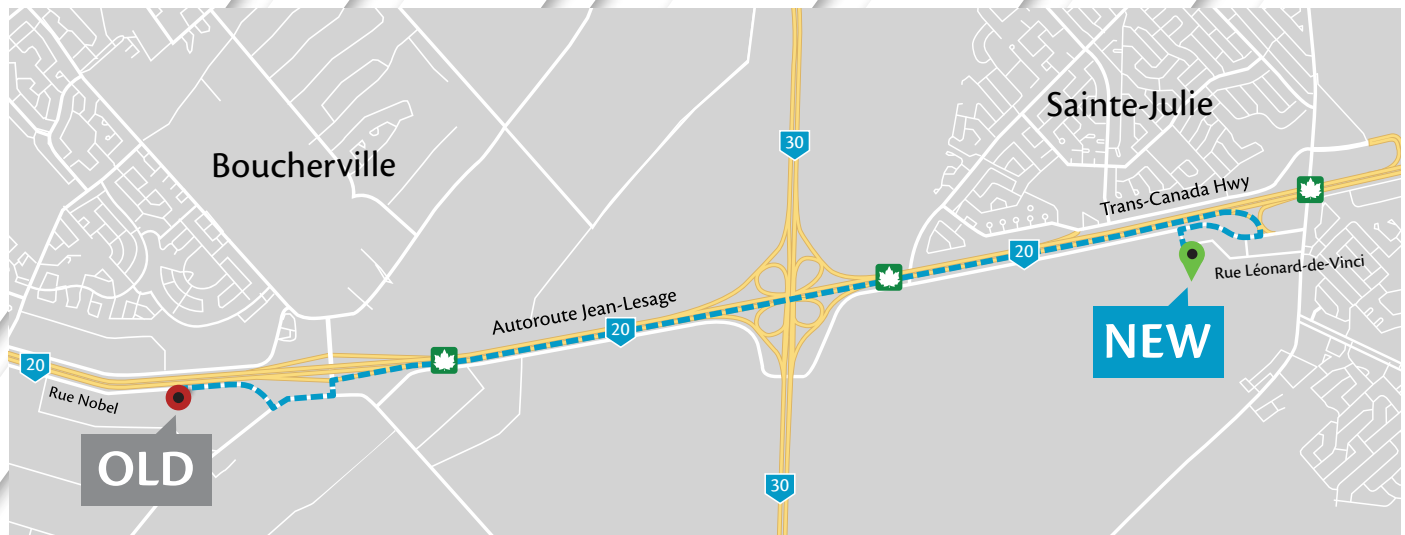 Sainte-Julie
30
Boucherville
Trans-Canada Hwy
20
Rue Léonard-de-Vinci
Autoroute Jean-Lesage
20
NEW
20
Rue Nobel
OLD
30